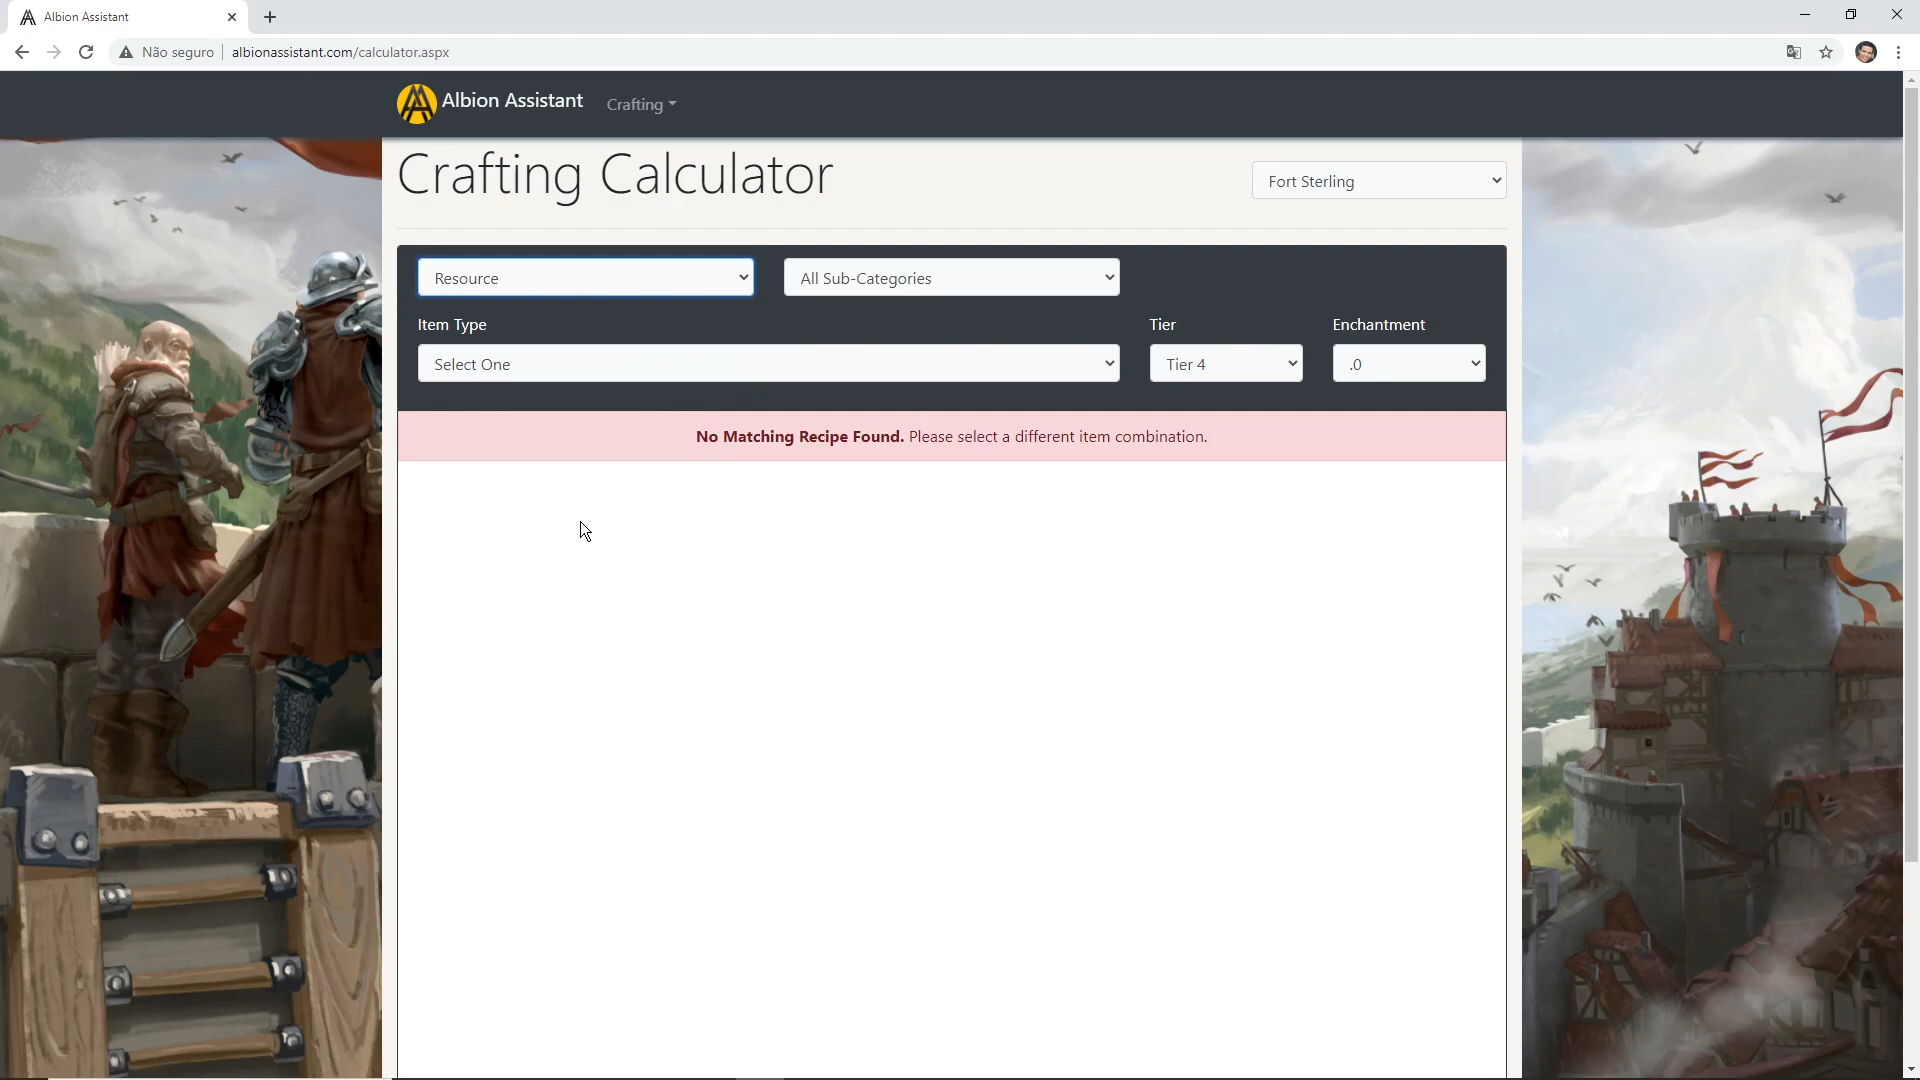 Albion Assistant
Não seguro albionassistant.com/calculator.aspx
Albion Assistant Crafting
Crafting Calculator
Fort Sterling
Resource All Sub-Categories
Item Type Tier Enchantment
Select One Tier 4 .0
No Matching Recipe Found. Please select a different item combination.